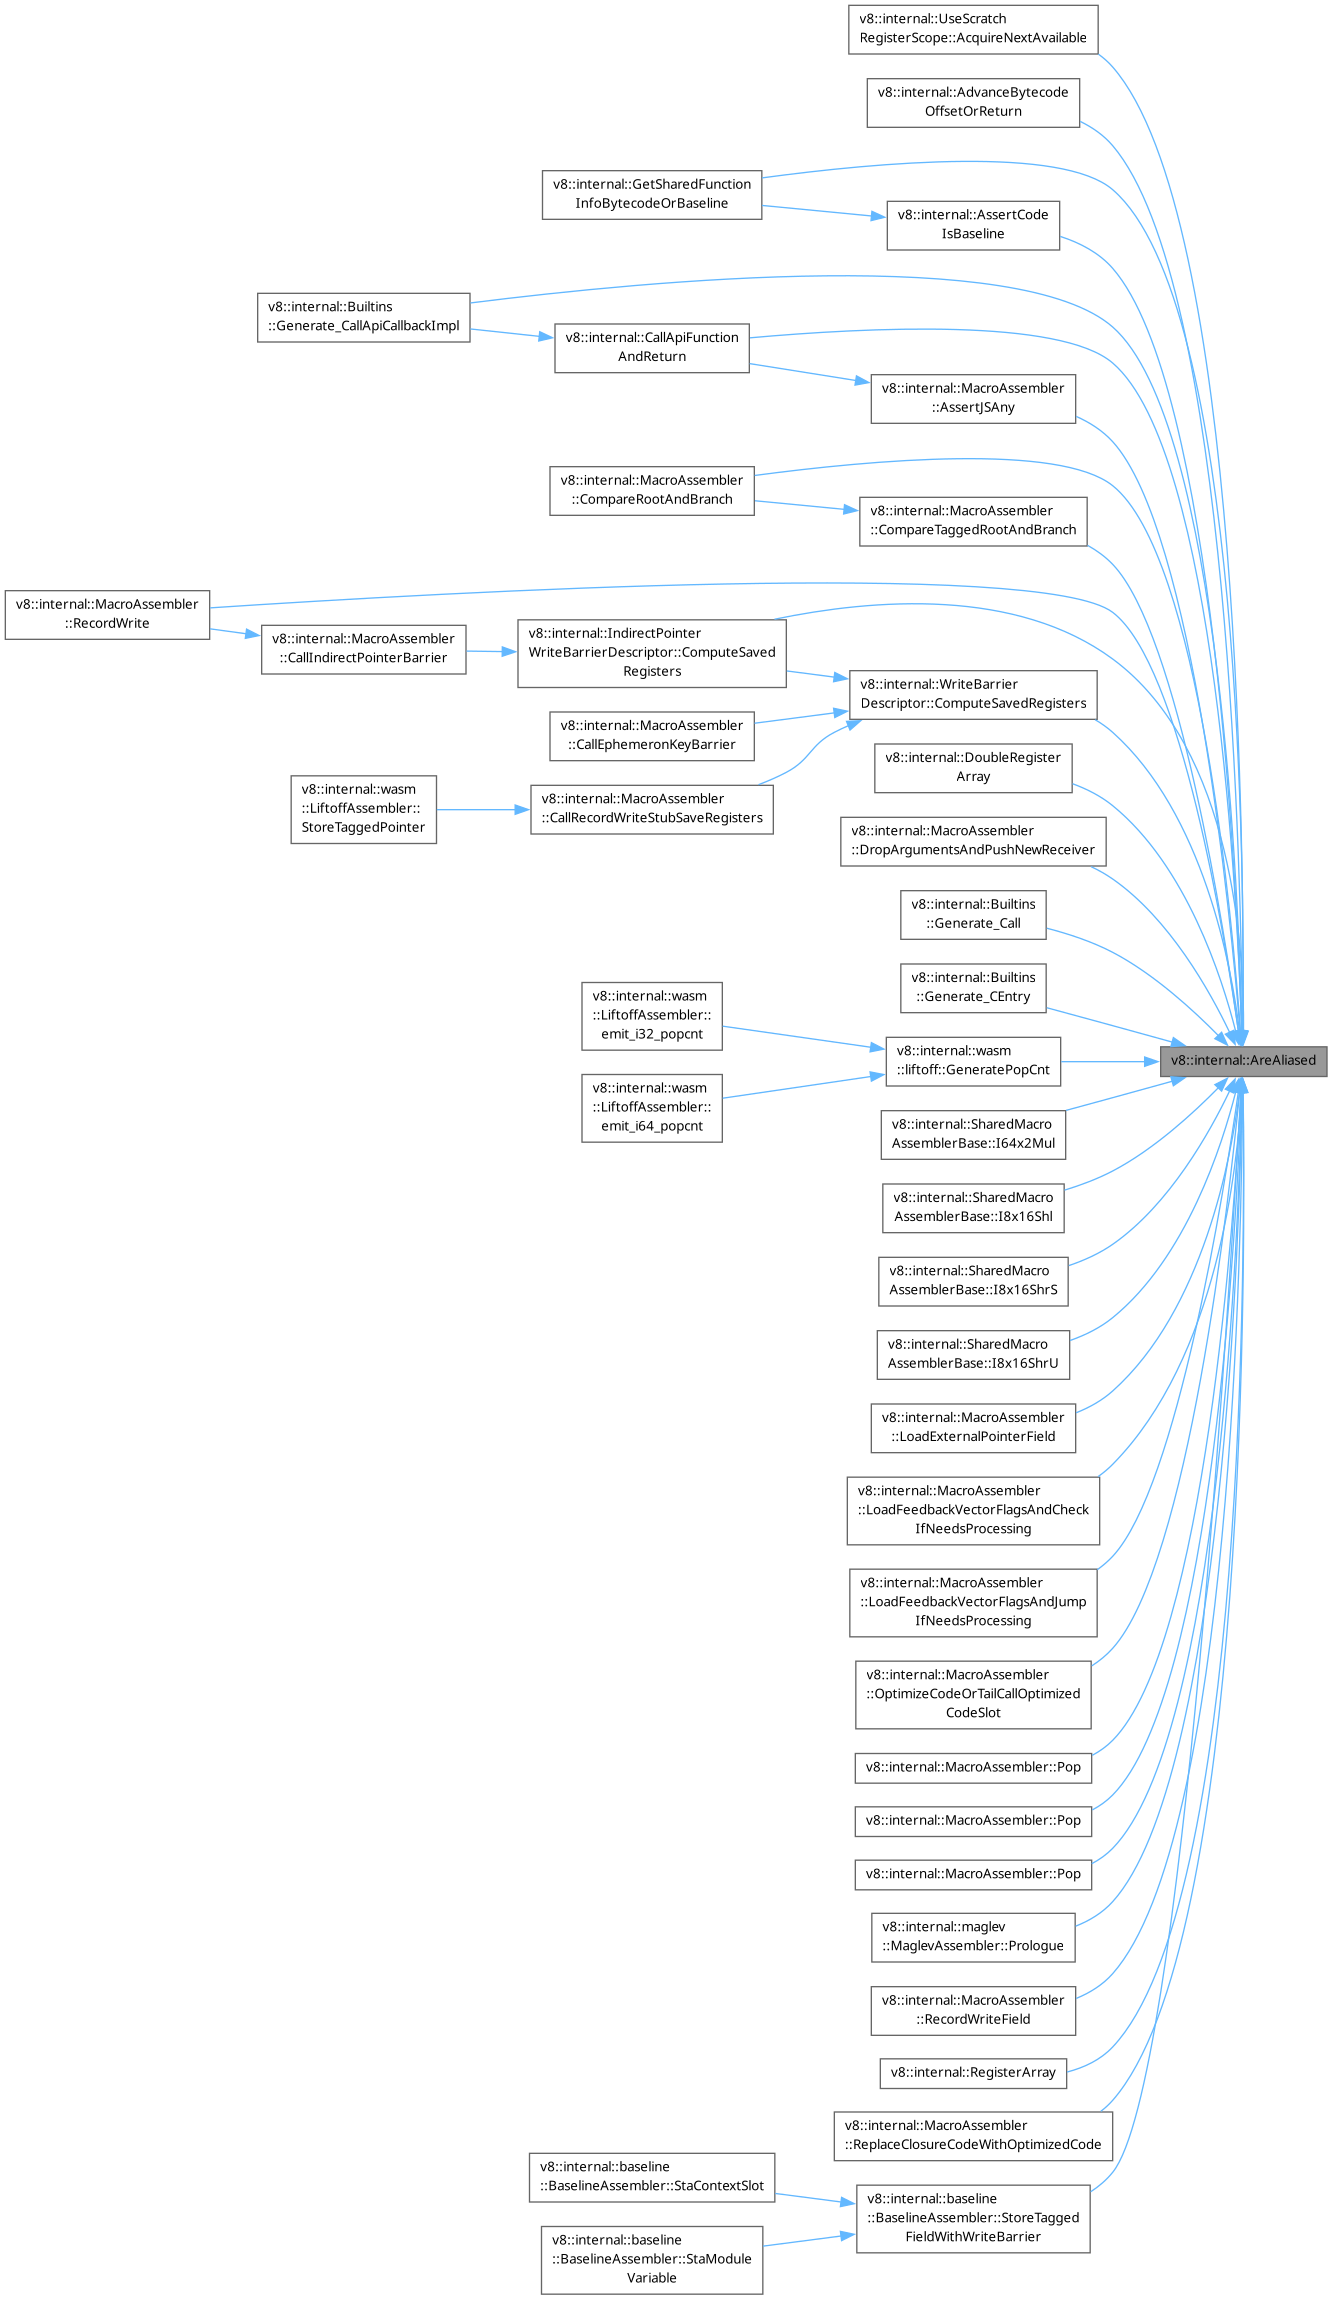 v8::internal::UseScratch
RegisterScope::AcquireNextAvailable
v8::internal::AdvanceBytecode
OffsetOrReturn
v8::internal::GetSharedFunction
InfoBytecodeOrBaseline
v8::internal::AssertCode
IsBaseline
v8::internal::Builtins
::Generate_CallApiCallbackImpl
v8::internal::CallApiFunction
AndReturn
v8::internal::MacroAssembler
::AssertJSAny
v8::internal::MacroAssembler
::CompareRootAndBranch
v8::internal::MacroAssembler
::CompareTaggedRootAndBranch
v8::internal::MacroAssembler
::RecordWrite
v8::internal::MacroAssembler
::CallIndirectPointerBarrier
v8::internal::IndirectPointer
WriteBarrierDescriptor::ComputeSaved
Registers
v8::internal::WriteBarrier
Descriptor::ComputeSavedRegisters
v8::internal::MacroAssembler
::CallEphemeronKeyBarrier
v8::internal::DoubleRegister
Array
v8::internal::wasm
::LiftoffAssembler::
StoreTaggedPointer
v8::internal::MacroAssembler
::CallRecordWriteStubSaveRegisters
v8::internal::MacroAssembler
::DropArgumentsAndPushNewReceiver
v8::internal::Builtins
::Generate_Call
v8::internal::Builtins
::Generate_CEntry
v8::internal::wasm
::LiftoffAssembler::
emit_i32_popcnt
v8::internal::wasm
::liftoff::GeneratePopCnt
v8::internal::AreAliased
v8::internal::wasm
::LiftoffAssembler::
emit_i64_popcnt
v8::internal::SharedMacro
AssemblerBase::I64x2Mul
v8::internal::SharedMacro
AssemblerBase::I8x16Shl
v8::internal::SharedMacro
AssemblerBase::I8x16ShrS
v8::internal::SharedMacro
AssemblerBase::I8x16ShrU
v8::internal::MacroAssembler
::LoadExternalPointerField
v8::internal::MacroAssembler
::LoadFeedbackVectorFlagsAndCheck
IfNeedsProcessing
v8::internal::MacroAssembler
::LoadFeedbackVectorFlagsAndJump
IfNeedsProcessing
v8::internal::MacroAssembler
::OptimizeCodeOrTailCallOptimized
CodeSlot
v8::internal::MacroAssembler::Pop
v8::internal::MacroAssembler::Pop
v8::internal::MacroAssembler::Pop
v8::internal::maglev
::MaglevAssembler::Prologue
v8::internal::MacroAssembler
::RecordWriteField
v8::internal::RegisterArray
v8::internal::MacroAssembler
::ReplaceClosureCodeWithOptimizedCode
v8::internal::baseline
::BaselineAssembler::StaContextSlot
v8::internal::baseline
::BaselineAssembler::StoreTagged
FieldWithWriteBarrier
v8::internal::baseline
::BaselineAssembler::StaModule
Variable